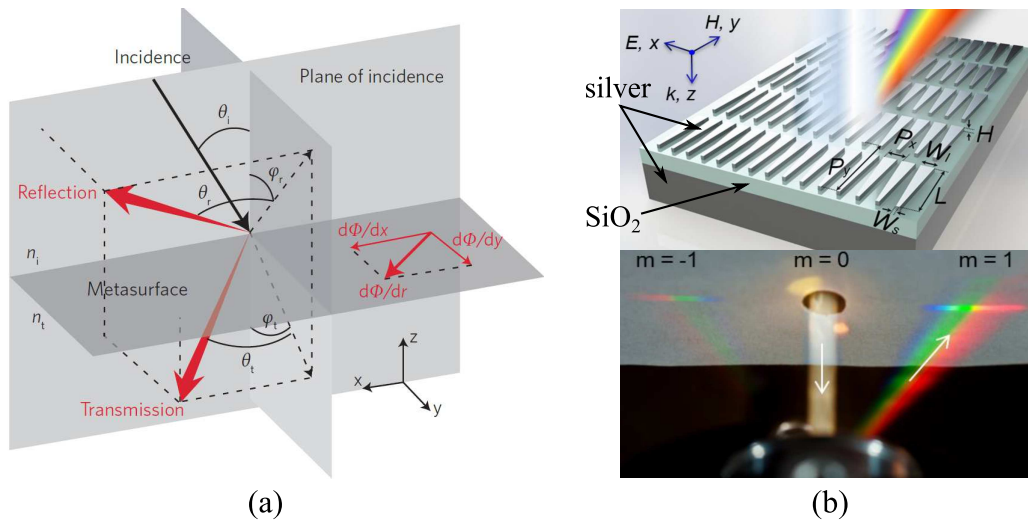 Incidence
Plane of incidence
θi
φr
Reflection
θr
dΦ/dx
dΦ/dy
ni
Metasurface
dΦ/dr
nt
φt
θt
z
x
y
Transmission
(a)
H, y
E, x
k, z
silver
H
Px
Wl
Py
L
SiO2
Ws
m = -1
m = 0
m = 1
(b)